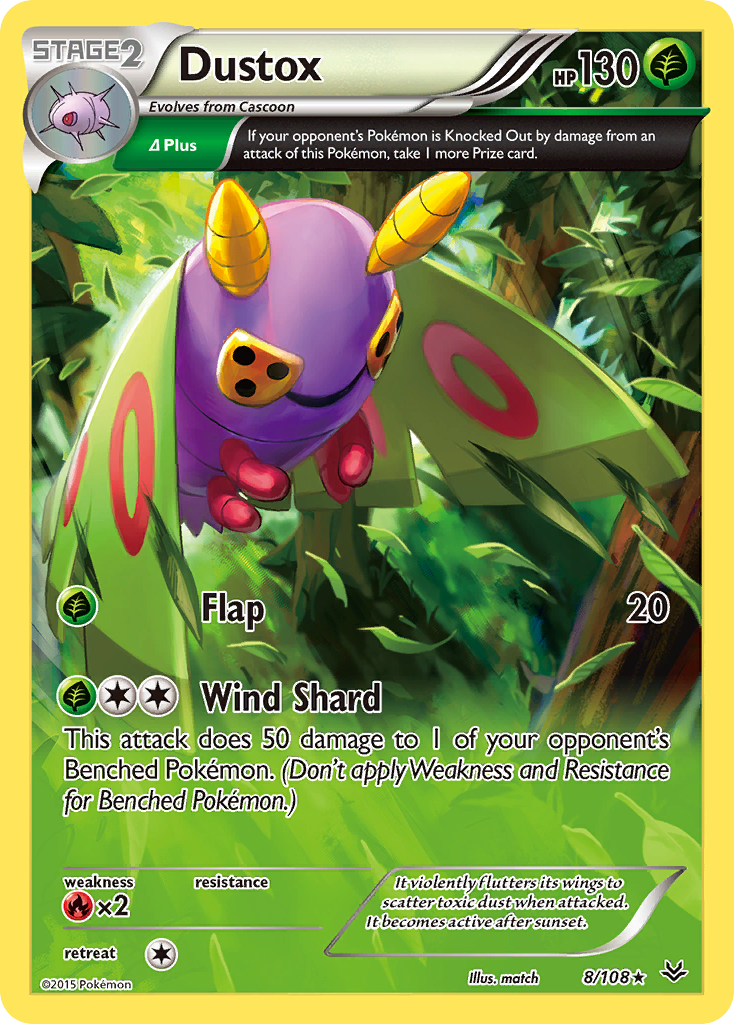 STAGE2
Dustox
HP130
Evolves from Cascoon
Δ Plus
If your opponent's Pokémon is Knocked Out by damage from an
attack of this Pokémon, take 1 more Prize card.
Flap 20
Wind Shard
This attack does 50 damage to 1 of your opponent's
Benched Pokémon. (Don't apply Weakness and Resistance
for Benched Pokémon.)
weakness resistance
×2
retreat
It violently flutters its wings to
scatter toxic dust when attacked.
It becomes active after sunset.
©2015 Pokémon
Illus. match 8/108★